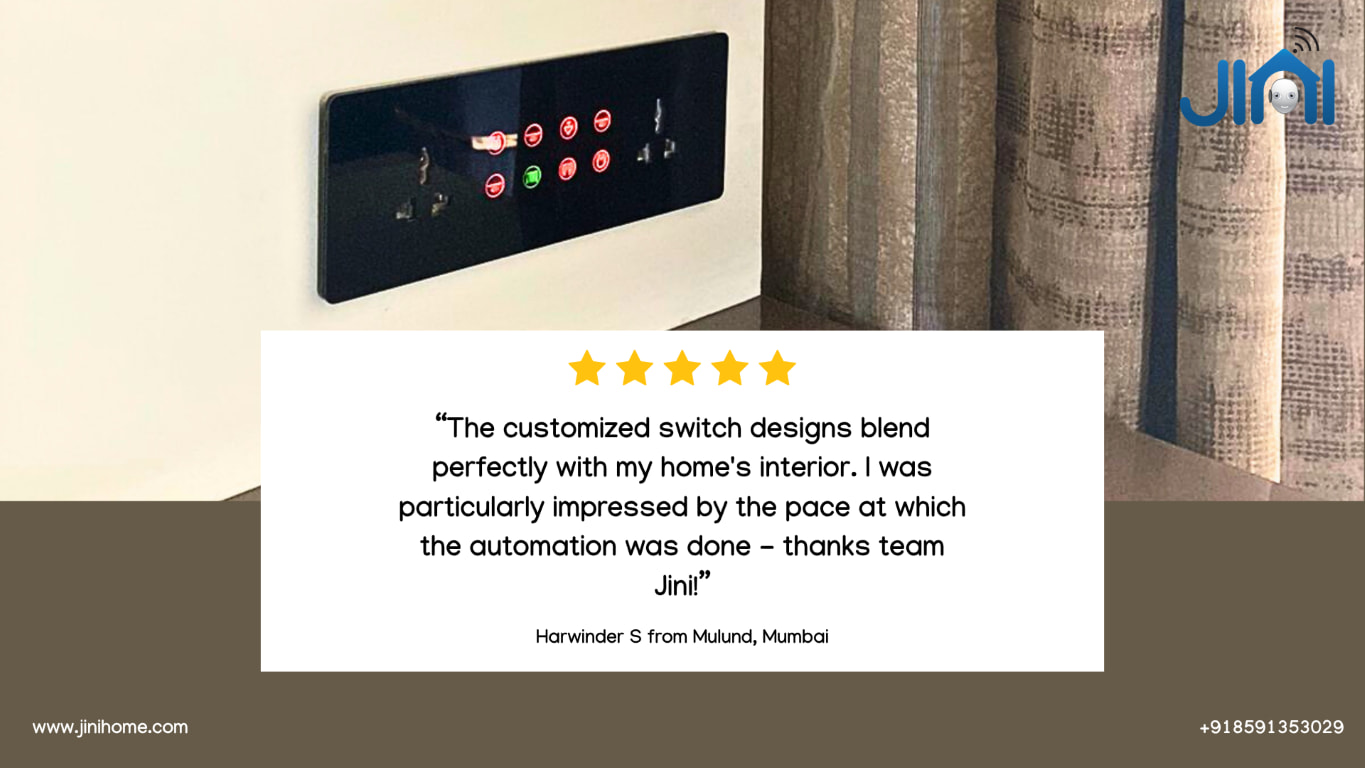 JINI
“The customized switch designs blend
perfectly with my home's interior. I was
particularly impressed by the pace at which
the automation was done - thanks team
Jini!”
Harwinder S from Mulund, Mumbai
www.jinihome.com
+918591353029